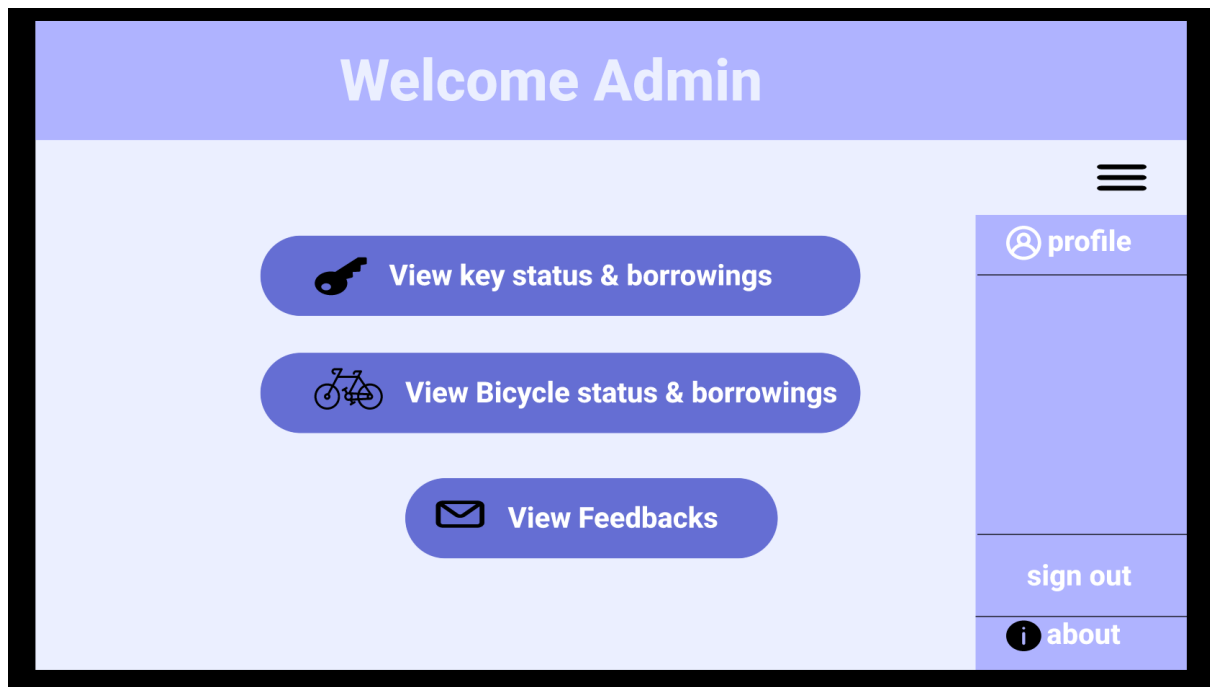 Welcome Admin
profile
View key status & borrowings
View Bicycle status & borrowings
View Feedbacks
sign out
i about